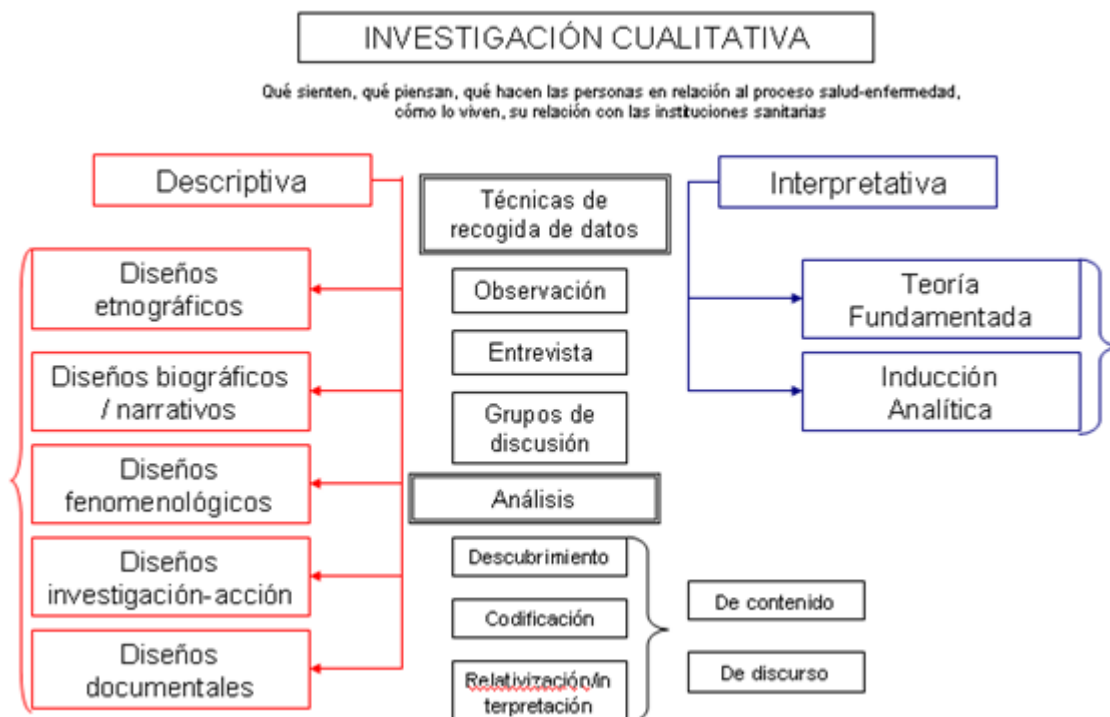 INVESTIGACIÓN CUALITATIVA
Qué sienten, qué piensan, qué hacen las personas en relación al proceso salud-enfermedad,
cómo lo viven, su relación con las instituciones sanitarias
Descriptiva
Diseños
etnográficos
Diseños biográficos
/ narrativos
Diseños
fenomenológicos
Diseños
investigación-acción
Diseños
documentales
Técnicas de
recogida de datos
Observación
Entrevista
Grupos de
discusión
Análisis
Descubrimiento
Codificación
Relativización/in
terpretación
De contenido
De discurso
Interpretativa
Teoría
Fundamentada
Inducción
Analítica